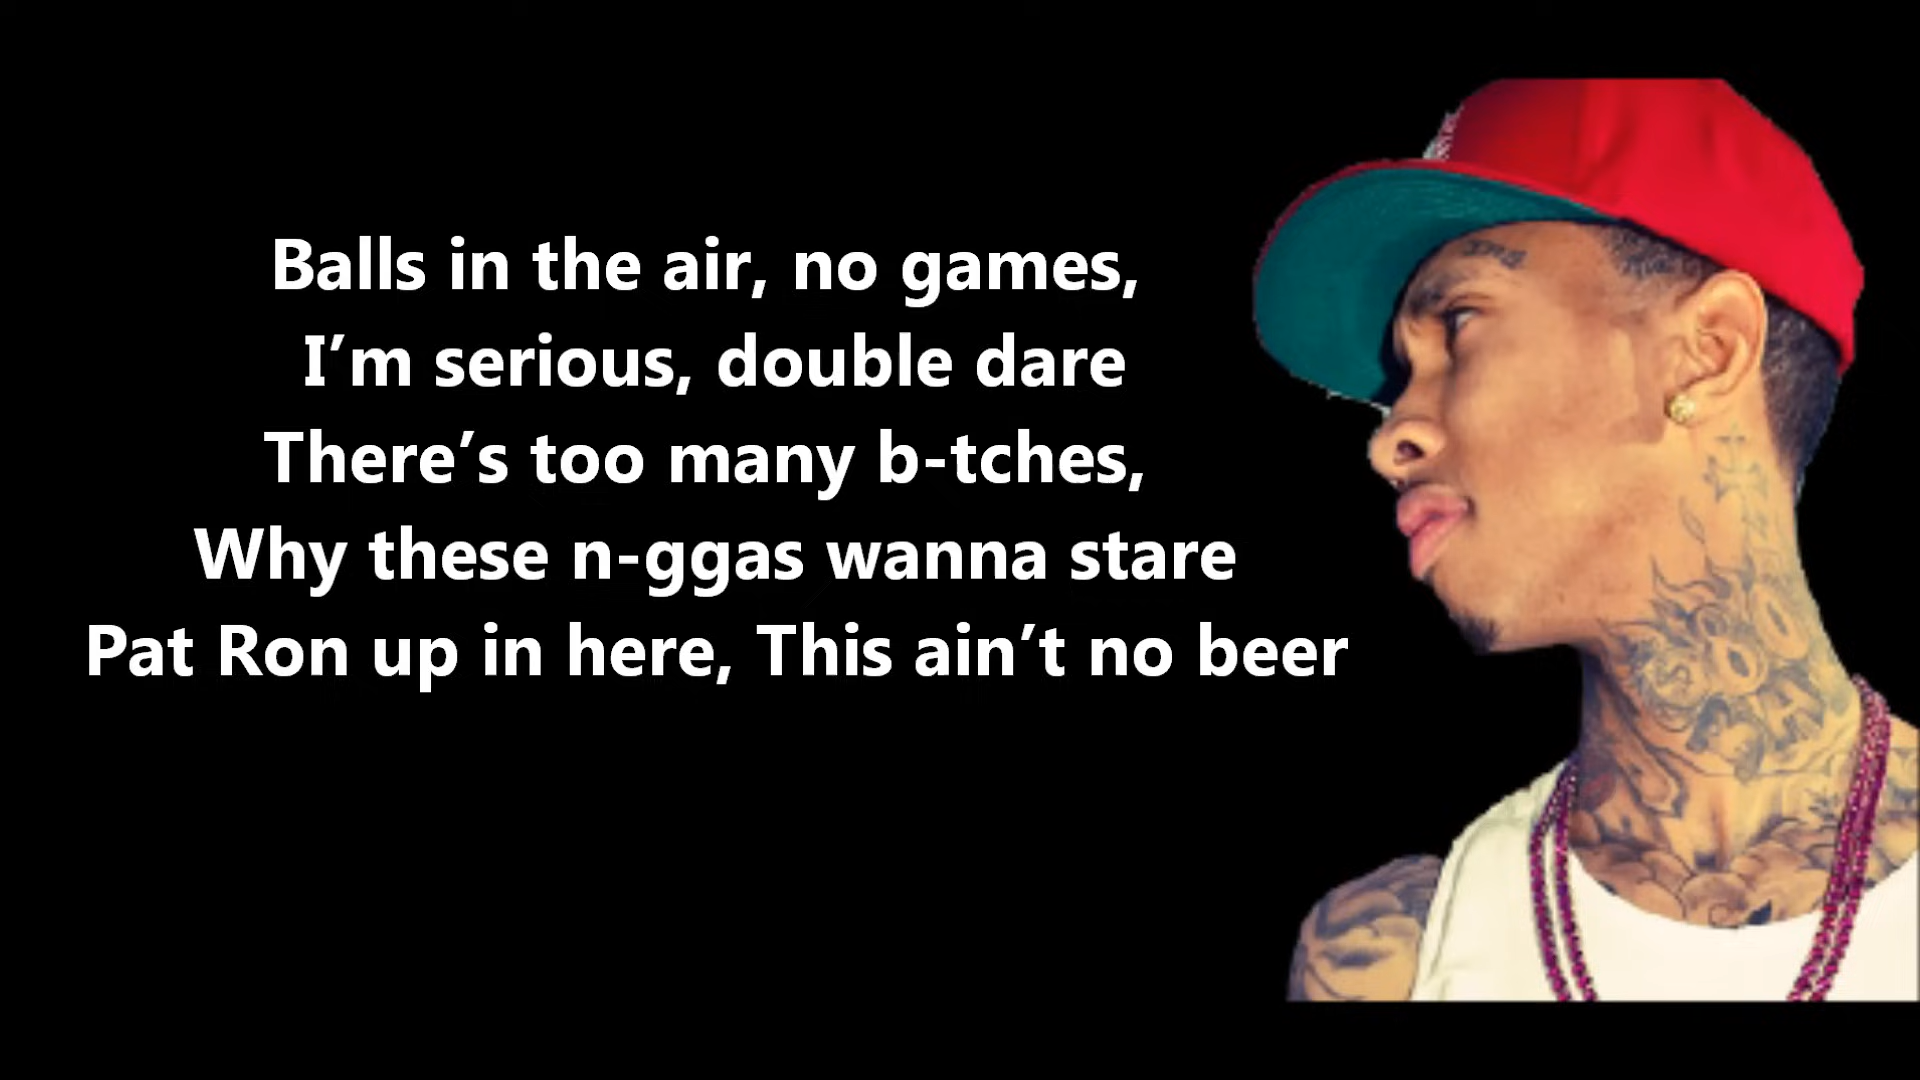 Balls in the air, no games,
I’m serious, double dare
There’s too many b-tches,
Why these n-ggas wanna stare
Pat Ron up in here, This ain’t no beer